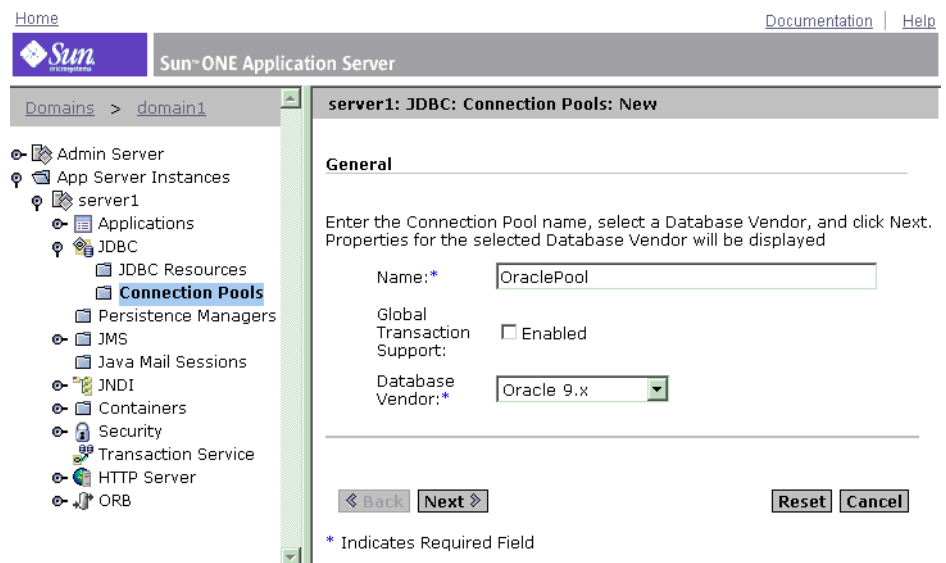 Home
Documentation | Help
Sun
microsystems
Sun™ ONE Application Server
Domains > domain1
Admin Server
App Server Instances
server1
Applications
JDBC
JDBC Resources
Connection Pools
Persistence Managers
JMS
Java Mail Sessions
JNDI
Containers
Security
Transaction Service
HTTP Server
ORB
server1: JDBC: Connection Pools: New
General
Enter the Connection Pool name, select a Database Vendor, and click Next.
Properties for the selected Database Vendor will be displayed
Name:* OraclePool
Global
Transaction
Support:
Enabled
Database
Vendor:*
Oracle 9.x
Back Next Reset Cancel
* Indicates Required Field